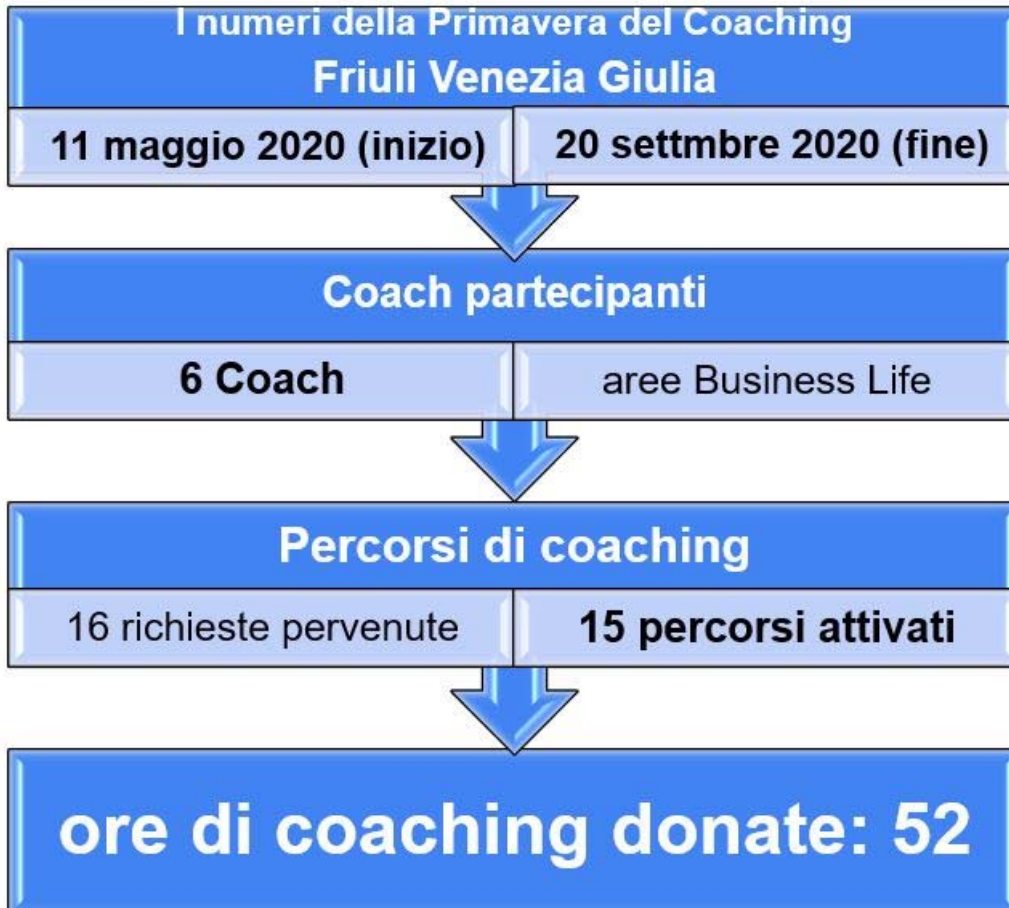 I numeri della Primavera del Coaching
Friuli Venezia Giulia
11 maggio 2020 (inizio)
20 settmbre 2020 (fine)
Coach partecipanti
6 Coach
aree Business Life
Percorsi di coaching
16 richieste pervenute
15 percorsi attivati
ore di coaching donate: 52